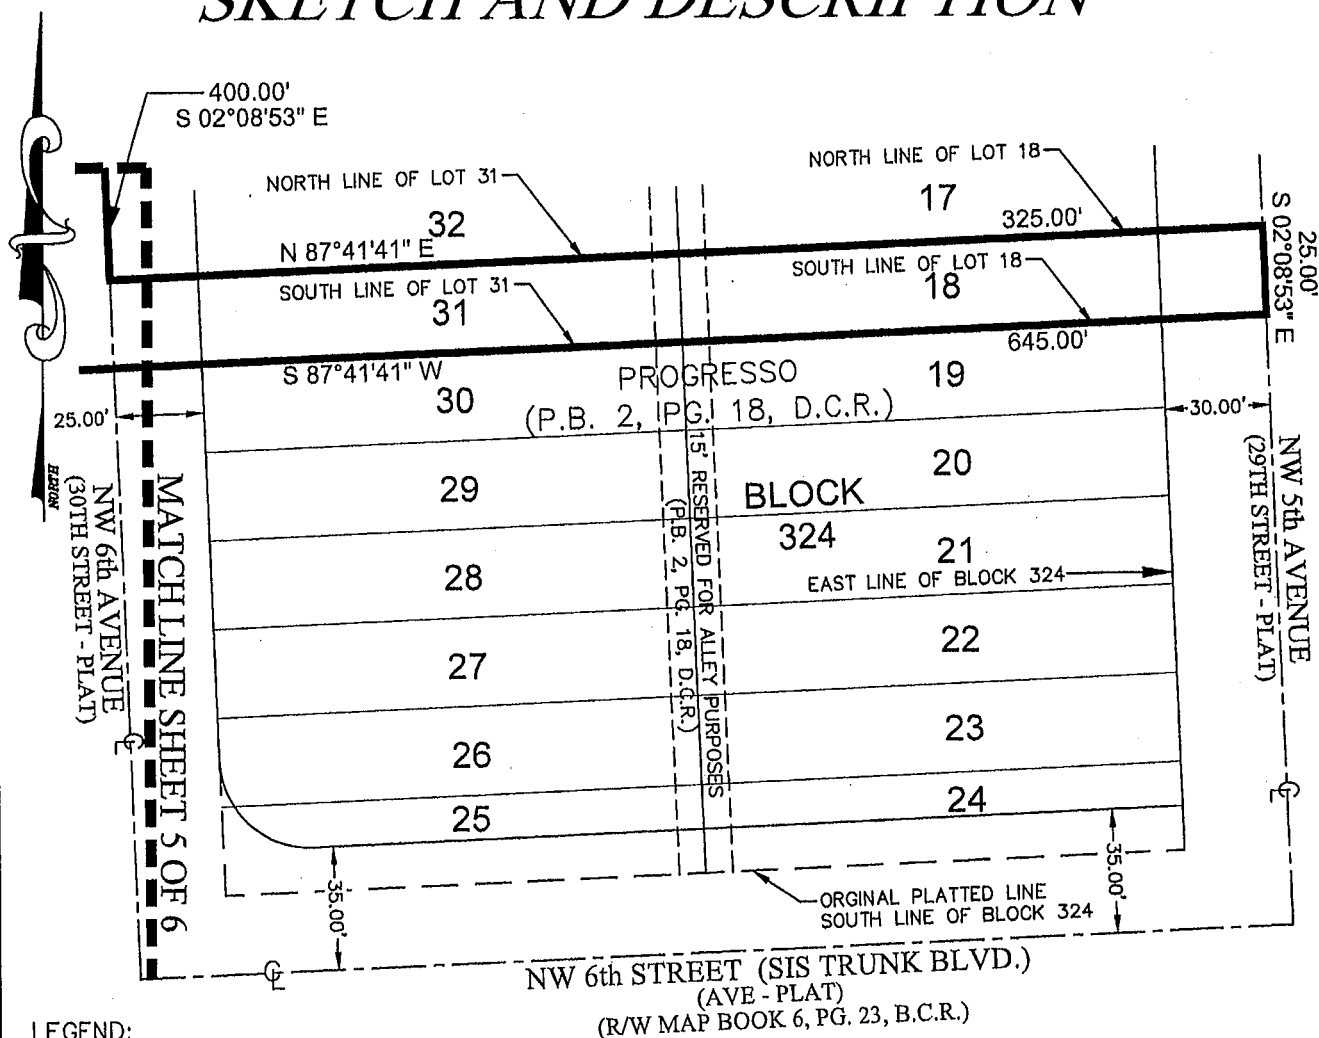 SKETCH AND DESCRIPTION
400.00'
S 02°08'53" E
NORTH LINE OF LOT 31
NORTH LINE OF LOT 18
32
17
325.00'
N 87°41'41" E
SOUTH LINE OF LOT 31
SOUTH LINE OF LOT 18
31
18
25.00'
S 02°08'53" E
645.00'
S 87°41'41" W
PROGRESSO
(P.B. 2, PG. 18, D.C.R.)
30
19
25.00'
30.00'
29
20
BLOCK
324
28
21
EAST LINE OF BLOCK 324
15' RESERVED FOR ALLEY PURPOSES
(P.B. 2, PG. 18, D.C.R.)
NORTH
NW 6th AVENUE
(30TH STREET - PLAT)
MATCH LINE SHEET 5 OF 6
NW 5th AVENUE
(29TH STREET - PLAT)
27
22
26
23
25
24
35.00'
35.00'
ORGINAL PLATTED LINE
SOUTH LINE OF BLOCK 324
NW 6th STREET (SIS TRUNK BLVD.)
(AVE - PLAT)
(R/W MAP BOOK 6, PG. 23, B.C.R.)
LEGEND: